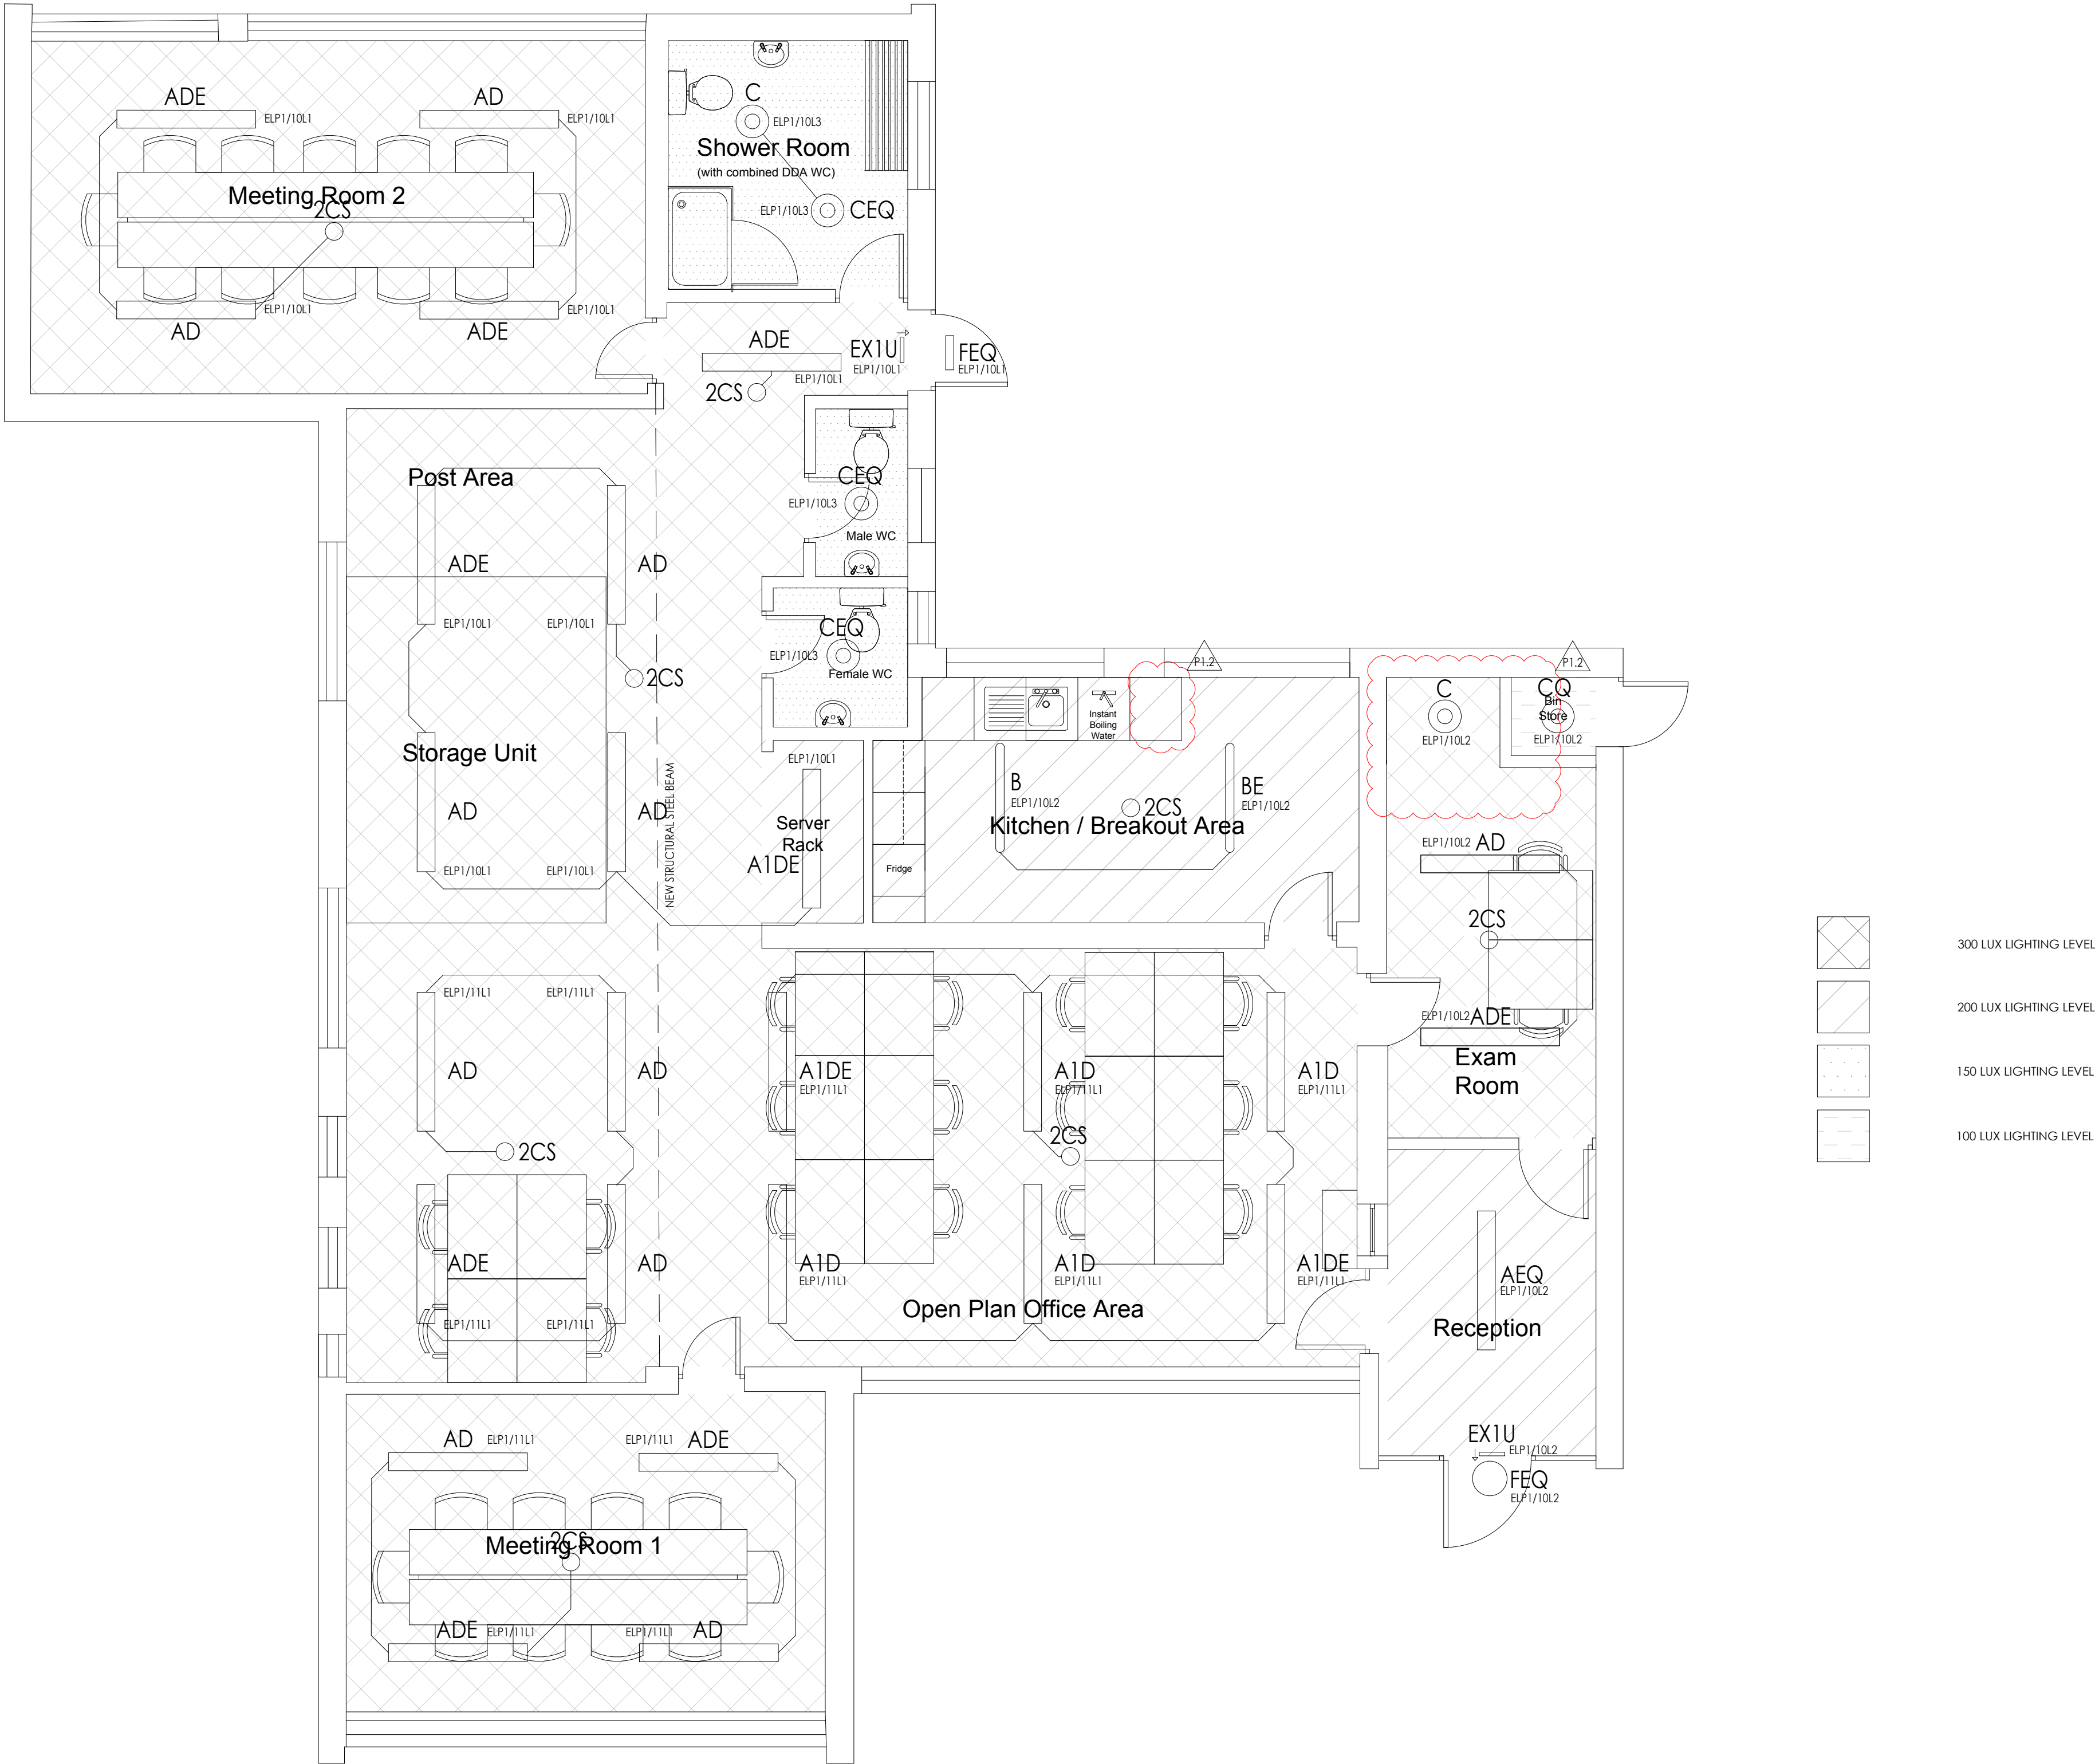 ADE
ELP1/10L1
AD
ELP1/10L1
Meeting Room 2
2CS
AD
ELP1/10L1
ADE
ELP1/10L1
C
ELP1/10L3
Shower Room
(with combined DDA WC)
ELP1/10L3
CEQ
ADE
ELP1/10L1
2CS
EX1U
ELP1/10L1
FEQ
ELP1/10L1
Post Area
ADE
ELP1/10L1
AD
ELP1/10L1
2CS
CEQ
ELP1/10L3
Male WC
CEQ
ELP1/10L3
Female WC
Storage Unit
AD
ELP1/10L1
AD
ELP1/10L1
NEW STRUCTURAL STEEL BEAM
ELP1/10L1
Server
Rack
A1DE
Fridge
Instant
Boiling
Water
P1.2
B
ELP1/10L2
2CS
BE
ELP1/10L2
Kitchen / Breakout Area
P1.2
C
ELP1/10L2
CQ
Bin
Store
ELP1/10L2
ELP1/10L2
AD
2CS
ELP1/10L2
ADE
Exam
Room
300 LUX LIGHTING LEVEL
200 LUX LIGHTING LEVEL
150 LUX LIGHTING LEVEL
100 LUX LIGHTING LEVEL
ELP1/11L1
ELP1/11L1
AD
AD
2CS
ADE
ELP1/11L1
AD
ELP1/11L1
A1DE
ELP1/11L1
A1D
ELP1/11L1
A1D
ELP1/11L1
2CS
A1D
ELP1/11L1
A1D
ELP1/11L1
A1DE
ELP1/11L1
Open Plan Office Area
AEQ
ELP1/10L2
Reception
EX1U
ELP1/10L2
FEQ
ELP1/10L2
AD
ELP1/11L1
ELP1/11L1
ADE
2CS
Meeting Room 1
ADE
ELP1/11L1
ELP1/11L1
AD